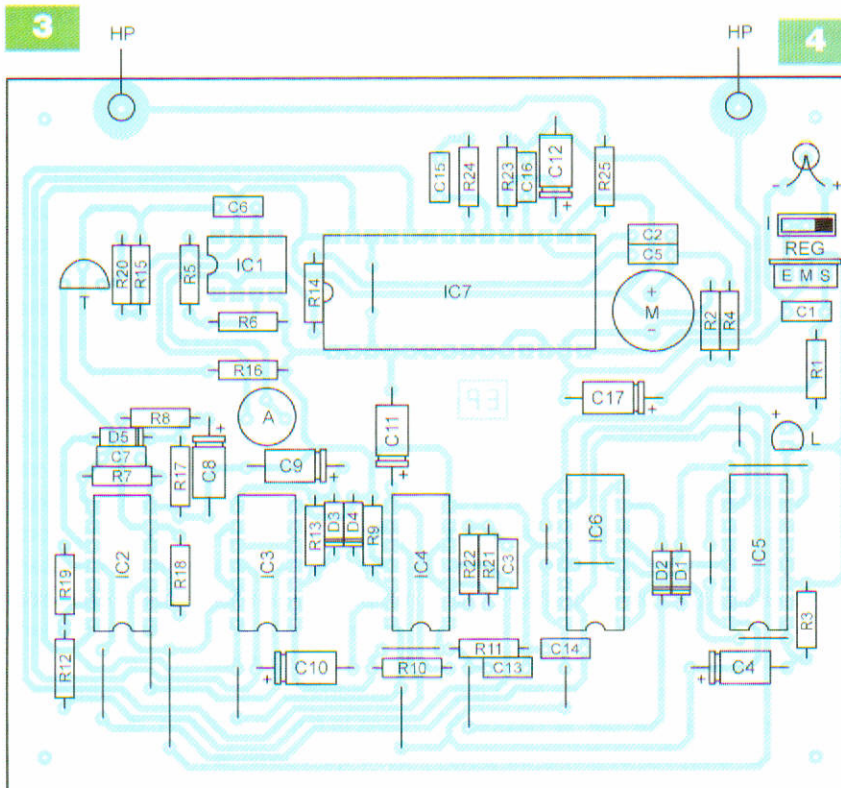 3
4
HP
HP
C15
R24
R23
C16
C12
R25
C6
R20
R15
R5
IC1
R14
IC7
C2
C5
I
REG
E M S
T
R6
M
R2
R4
C1
R16
R1
R8
A
C11
C17
L
D5
C7
R7
R17
C8
C9
R13
D3
D4
R9
IC2
R18
IC3
IC4
R22
R21
C3
IC6
D2
D1
IC5
R19
R3
R12
C10
R10
R11
C13
C14
C4